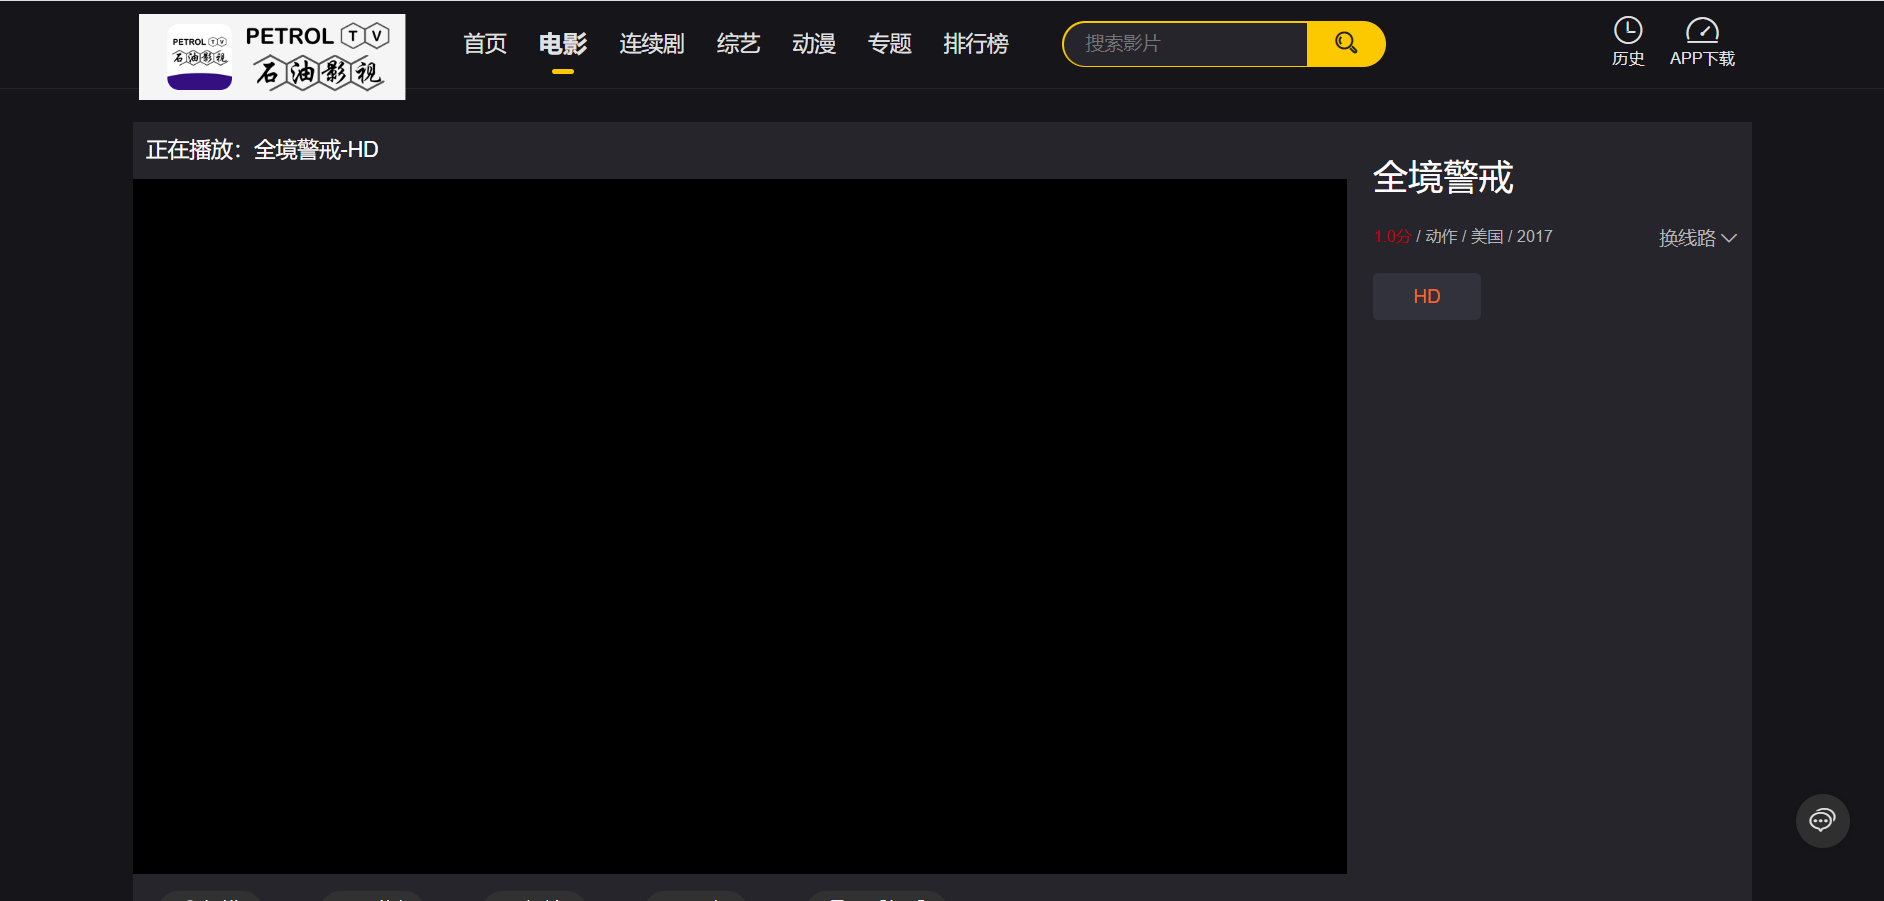 PETROL TV
石油影视
PETROL TV
石油影视
首页
电影
连续剧
综艺
动漫
专题
排行榜
搜索影片
历史
APP下载
正在播放：全境警戒-HD
全境警戒
1.0分 / 动作 / 美国 / 2017
换线路
HD